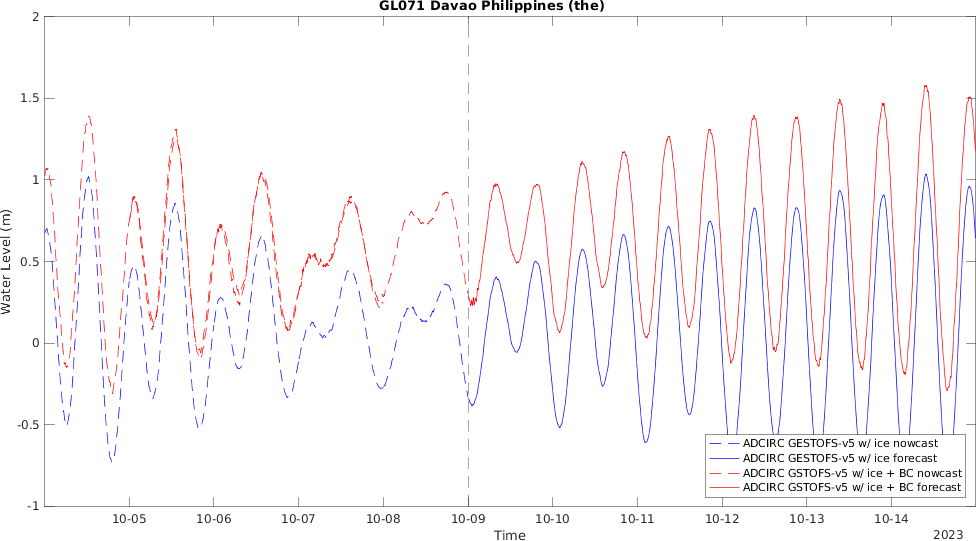 GL071 Davao Philippines (the)
2
1.5
1
0.5
0
-0.5
-1
Water Level (m)
ADCIRC GESTOFS-v5 w/ ice nowcast
ADCIRC GESTOFS-v5 w/ ice forecast
ADCIRC GSTOFS-v5 w/ ice + BC nowcast
ADCIRC GSTOFS-v5 w/ ice + BC forecast
10-05 10-06 10-07 10-08 10-09 10-10 10-11 10-12 10-13 10-14
Time
2023